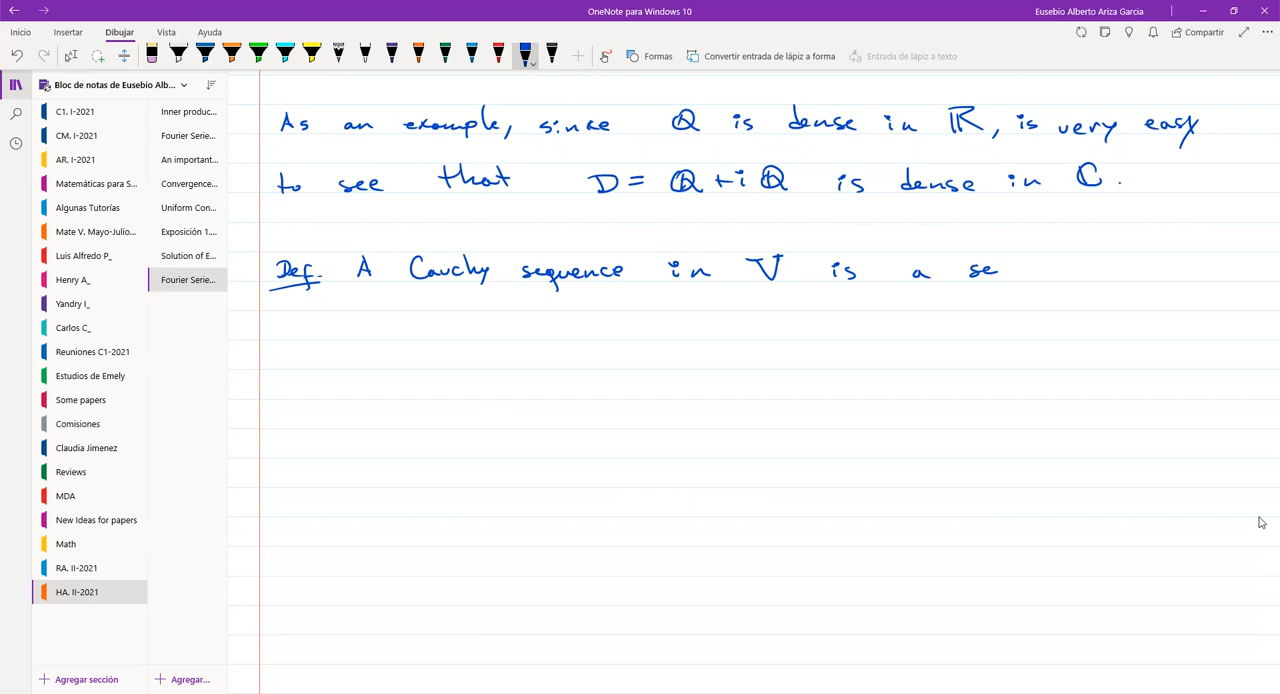 OneNote para Windows 10
Eusebio Alberto Ariza Garcia
Inicio Insertar Dibujar Vista Ayuda
Compartir
Formas Convertir entrada de lápiz a forma Entrada de lápiz a texto
Bloc de notas de Eusebio Alb...
C1. I-2021
CM. I-2021
AR. I-2021
Matemáticas para S...
Algunas Tutorías
Mate V. Mayo-Julio...
Luis Alfredo P_
Henry A_
Yandry I_
Carlos C_
Reuniones C1-2021
Estudios de Emely
Some papers
Comisiones
Claudia Jimenez
Reviews
MDA
New Ideas for papers
Math
RA. II-2021
HA. II-2021
Agregar sección
Inner produc...
Fourier Serie...
An important...
Convergence...
Uniform Con...
Exposición 1....
Solution of E...
Fourier Serie...
Agregar...
As an example, since ℚ is dense in ℝ, is very easy
to see that D = ℚ + i ℚ is dense in ℂ.
Def. A Cauchy sequence in V is a se